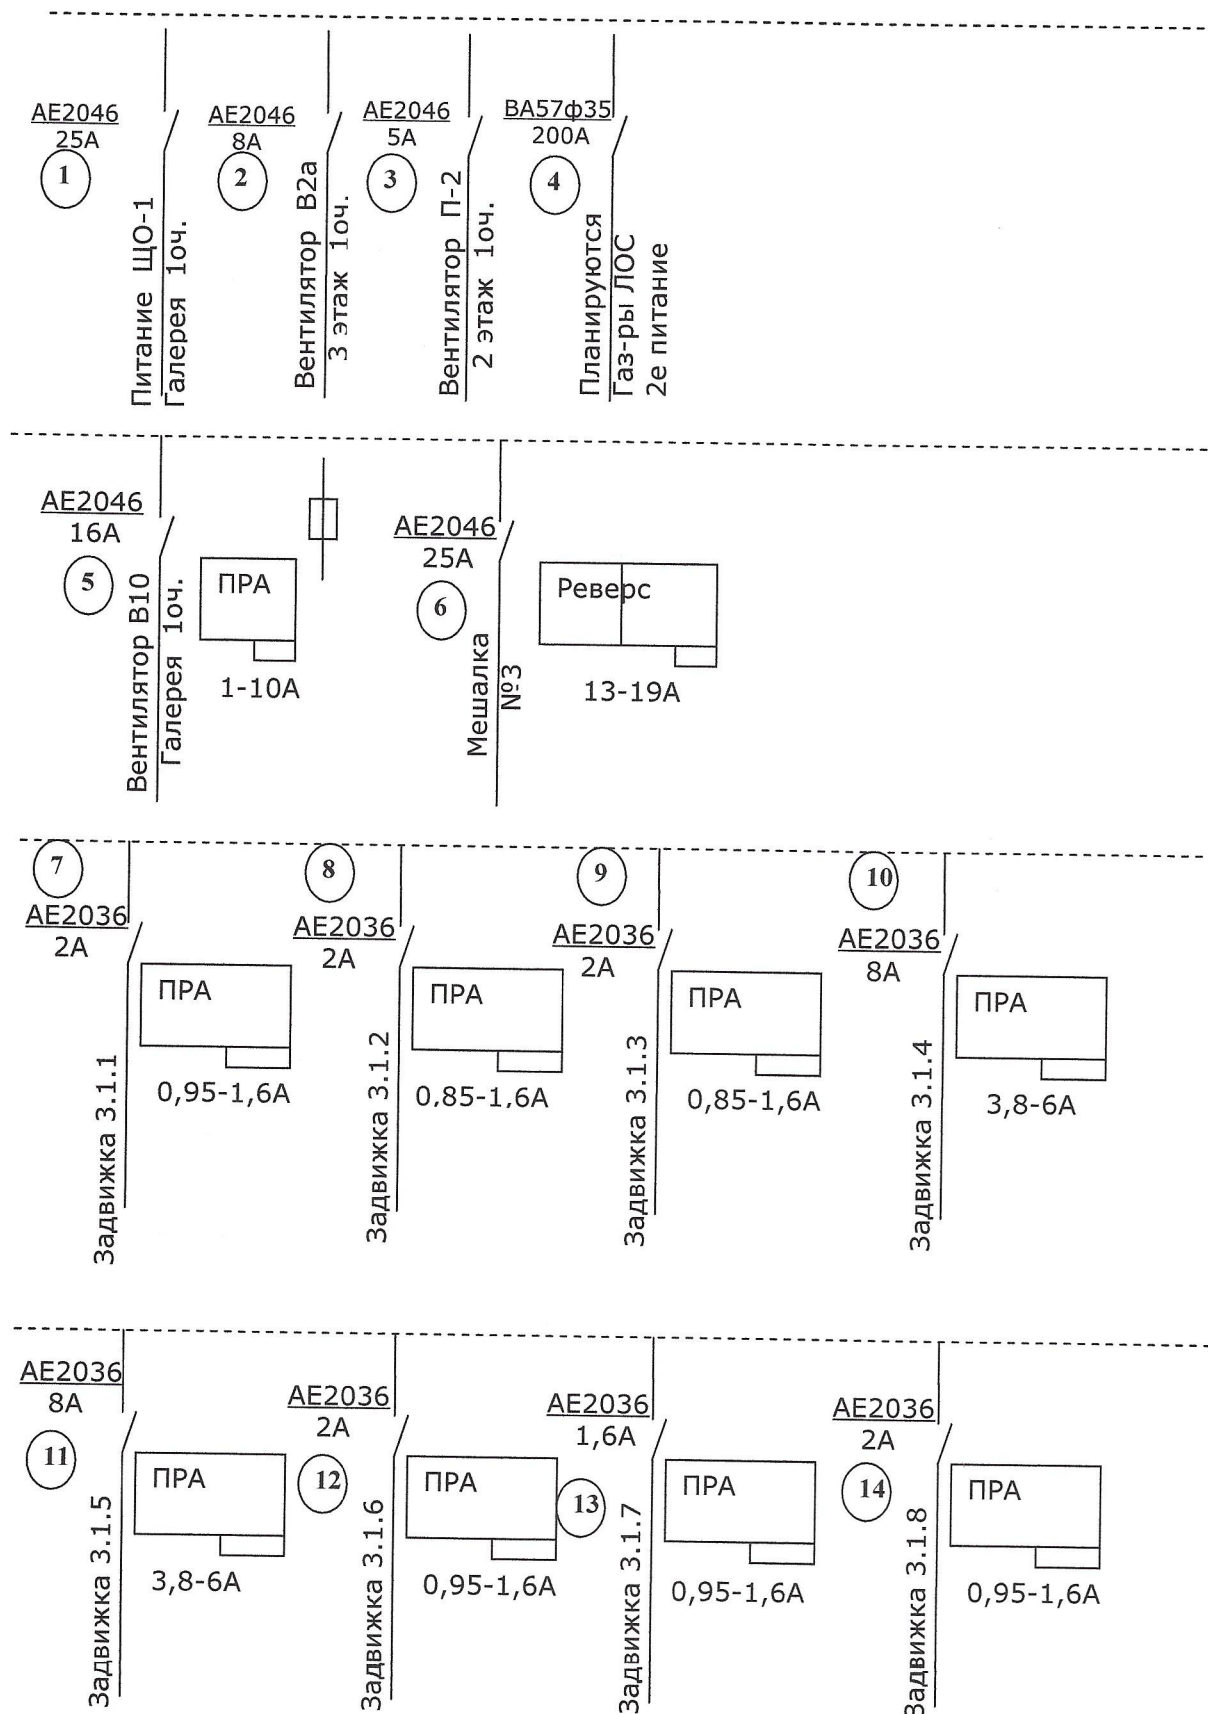 АЕ2046
25А
1
Питание ЩО-1
Галерея 1оч.
АЕ2046
8А
2
Вентилятор В2а
3 этаж 1оч.
АЕ2046
5А
3
Вентилятор П-2
2 этаж 1оч.
ВА57ф35
200А
4
Планируются
Газ-ры ЛОС
2е питание
АЕ2046
16А
5
Вентилятор В10
Галерея 1оч.
ПРА
1-10А
АЕ2046
25А
6
Мешалка
№3
Реверс
13-19А
7
АЕ2036
2А
Задвижка 3.1.1
ПРА
0,95-1,6А
8
АЕ2036
2А
Задвижка 3.1.2
ПРА
0,85-1,6А
9
АЕ2036
2А
Задвижка 3.1.3
ПРА
0,85-1,6А
10
АЕ2036
8А
Задвижка 3.1.4
ПРА
3,8-6А
АЕ2036
8А
11
Задвижка 3.1.5
ПРА
3,8-6А
АЕ2036
2А
12
Задвижка 3.1.6
ПРА
0,95-1,6А
АЕ2036
1,6А
13
Задвижка 3.1.7
ПРА
0,95-1,6А
АЕ2036
2А
14
Задвижка 3.1.8
ПРА
0,95-1,6А